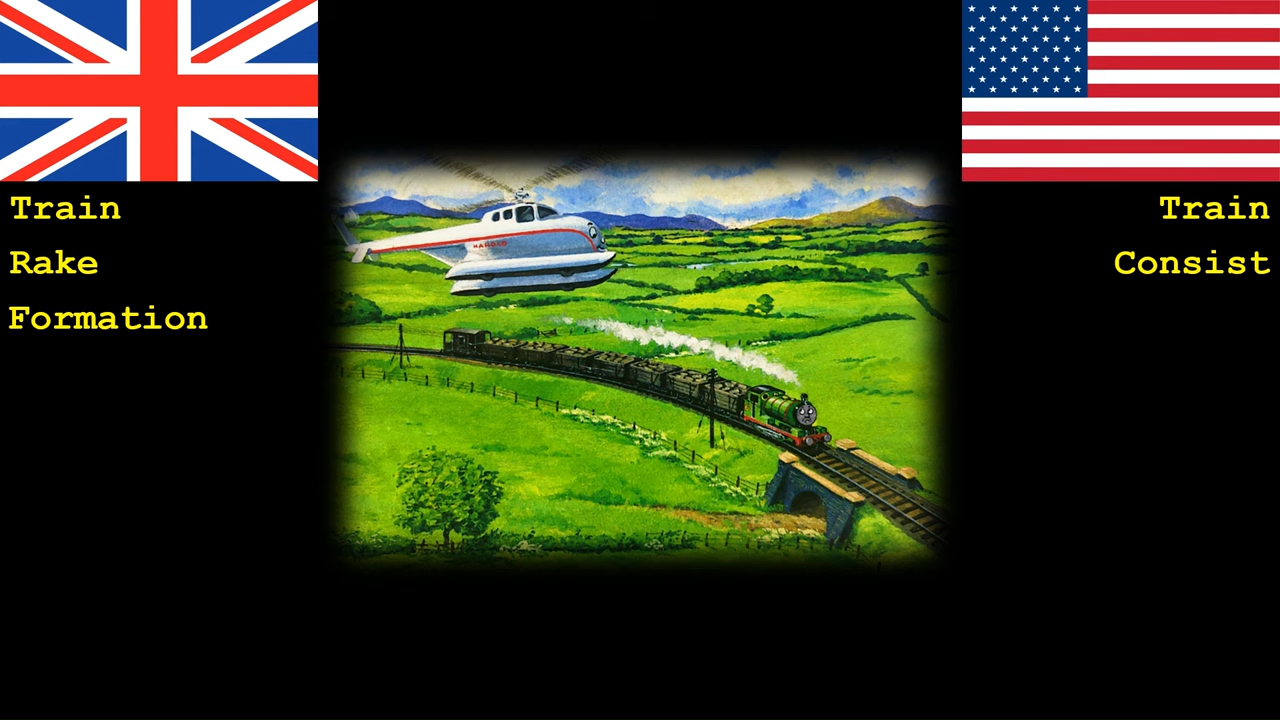 Train
Rake
Formation
Train
Consist
HAROLD